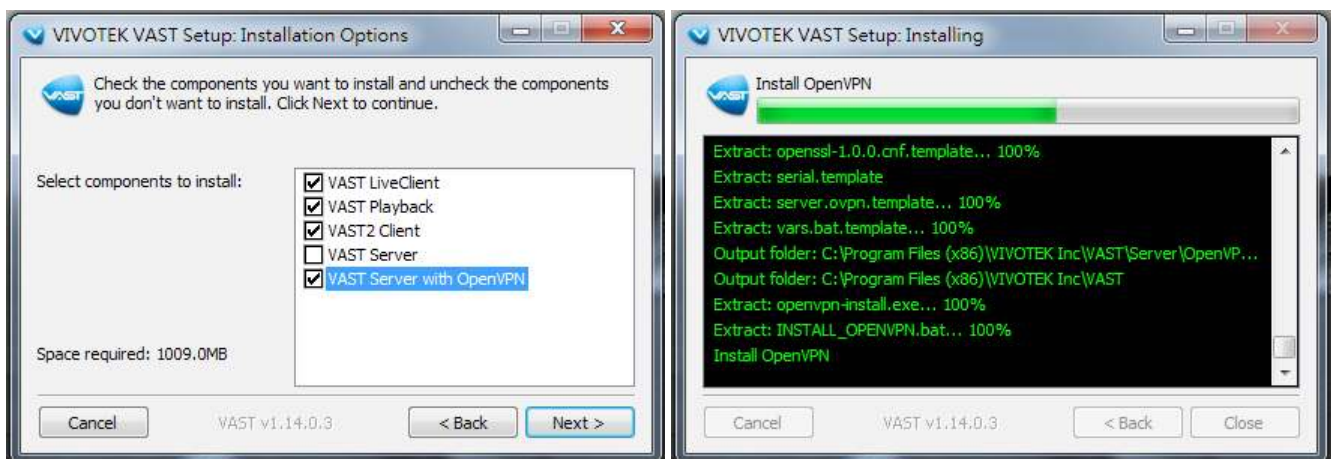 VIVOTEK VAST Setup: Installation Options
Check the components you want to install and uncheck the components
you don't want to install. Click Next to continue.
VAST
Select components to install:
VAST LiveClient
VAST Playback
VAST2 Client
VAST Server
VAST Server with OpenVPN
Space required: 1009.0MB
Cancel
VAST v1.14.0.3
< Back
Next >
VIVOTEK VAST Setup: Installing
Install OpenVPN
VAST
Extract: openssl-1.0.0.cnf.template... 100%
Extract: serial.template
Extract: server.ovpn.template... 100%
Extract: vars.bat.template... 100%
Output folder: C:\Program Files (x86)\VIVOTEK Inc\VAST\Server\OpenVP...
Output folder: C:\Program Files (x86)\VIVOTEK Inc\VAST
Extract: openvpn-install.exe... 100%
Extract: INSTALL_OPENVPN.bat... 100%
Install OpenVPN
Cancel
VAST v1.14.0.3
< Back
Close